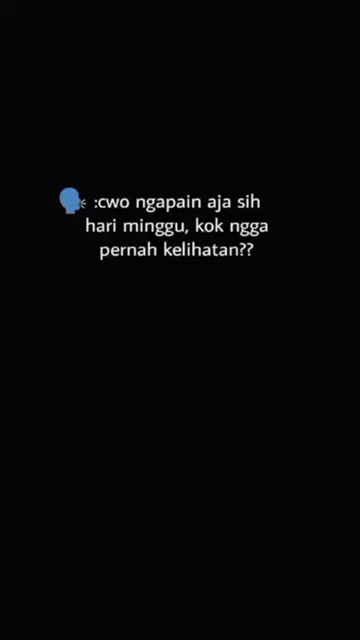 🗣️ :cwo ngapain aja sih
hari minggu, kok ngga
pernah kelihatan??